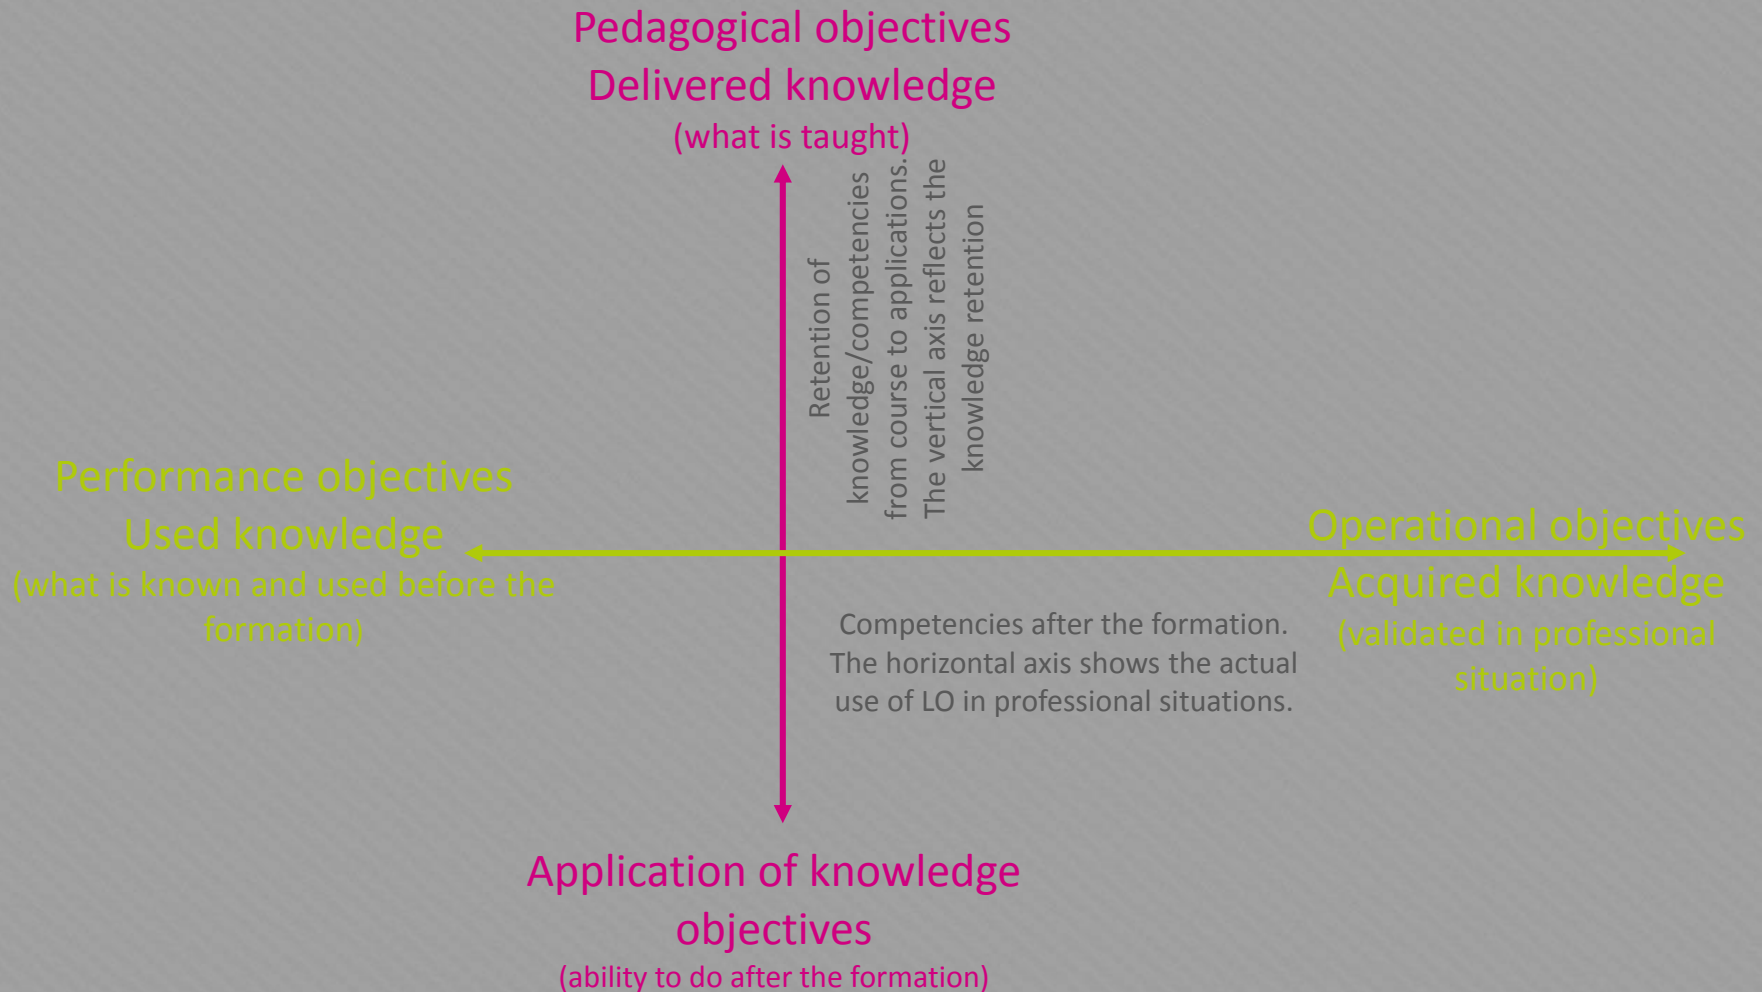 Pedagogical objectives
Delivered knowledge
(what is taught)
Retention of
knowledge/competencies
from course to applications.
The vertical axis reflects the
knowledge retention
Performance objectives
Used knowledge
(what is known and used before the
formation)
Operational objectives
Acquired knowledge
(validated in professional
situation)
Competencies after the formation.
The horizontal axis shows the actual
use of LO in professional situations.
Application of knowledge
objectives
(ability to do after the formation)